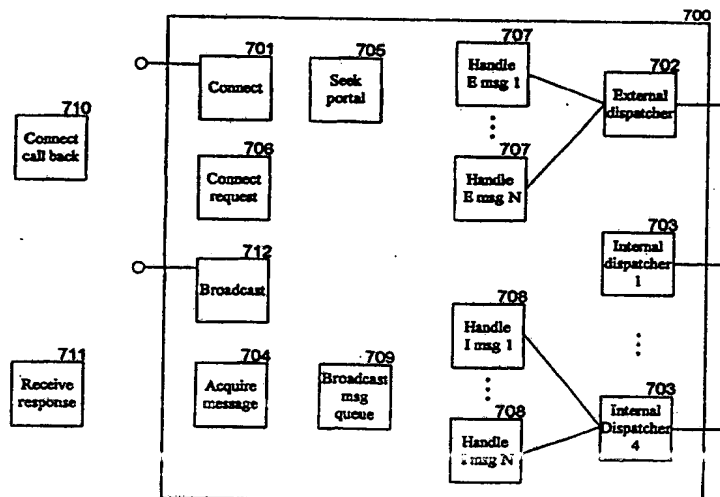 700
701
Connect
705
Seek
portal
707
Handle
E msg 1
702
External
dispatcher
710
Connect
call back
706
Connect
request
707
Handle
E msg N
712
Broadcast
703
Internal
dispatcher
1
708
Handle
I msg 1
711
Receive
response
704
Acquire
message
709
Broadcast
msg
queue
708
Handle
I msg N
703
Internal
Dispatcher
4